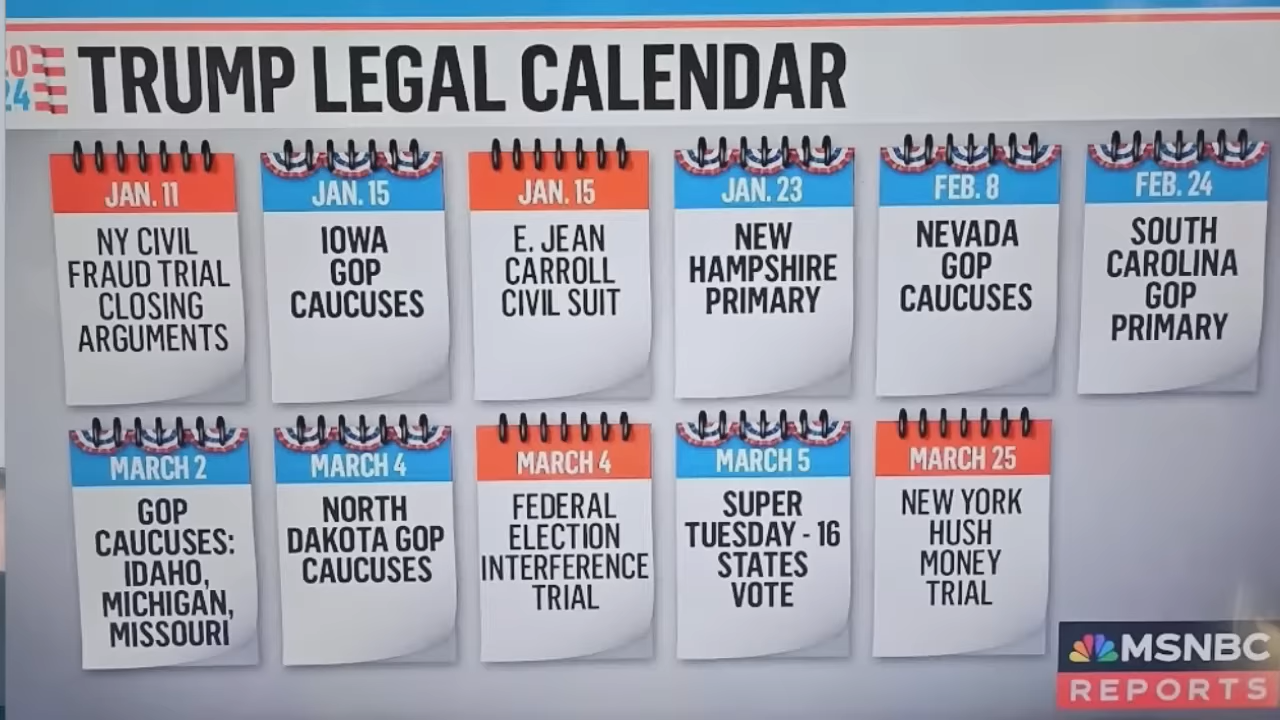 2024
TRUMP LEGAL CALENDAR
JAN. 11
NY CIVIL
FRAUD TRIAL
CLOSING
ARGUMENTS
JAN. 15
IOWA
GOP
CAUCUSES
JAN. 15
E. JEAN
CARROLL
CIVIL SUIT
JAN. 23
NEW
HAMPSHIRE
PRIMARY
FEB. 8
NEVADA
GOP
CAUCUSES
FEB. 24
SOUTH
CAROLINA
GOP
PRIMARY
MARCH 2
GOP
CAUCUSES:
IDAHO,
MICHIGAN,
MISSOURI
MARCH 4
NORTH
DAKOTA GOP
CAUCUSES
MARCH 4
FEDERAL
ELECTION
INTERFERENCE
TRIAL
MARCH 5
SUPER
TUESDAY - 16
STATES
VOTE
MARCH 25
NEW YORK
HUSH
MONEY
TRIAL
MSNBC
REPORTS